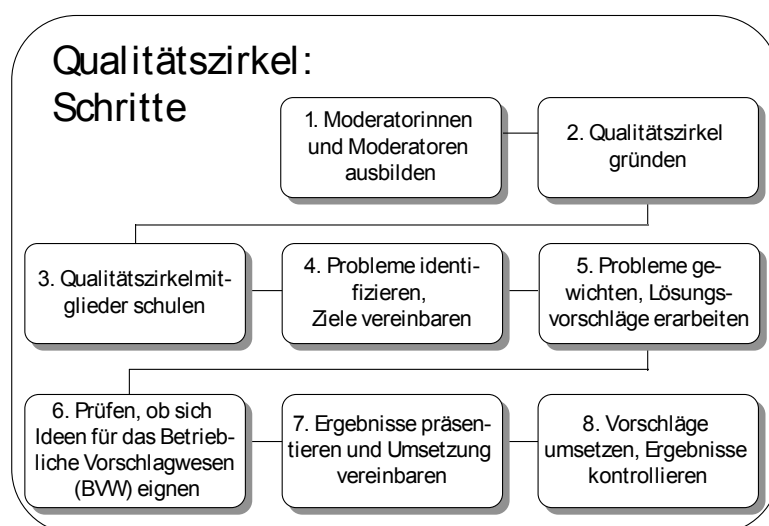 Qualitätszirkel:
Schritte
1. Moderatorinnen
und Moderatoren
ausbilden
2. Qualitätszirkel
gründen
3. Qualitätszirkelmit-
glieder schulen
4. Probleme identi-
fizieren,
Ziele vereinbaren
5. Probleme ge-
wichten, Lösungs-
vorschläge erarbeiten
6. Prüfen, ob sich
Ideen für das Betrieb-
liche Vorschlagwesen
(BVW) eignen
7. Ergebnisse präsen-
tieren und Umsetzung
vereinbaren
8. Vorschläge
umsetzen, Ergebnisse
kontrollieren